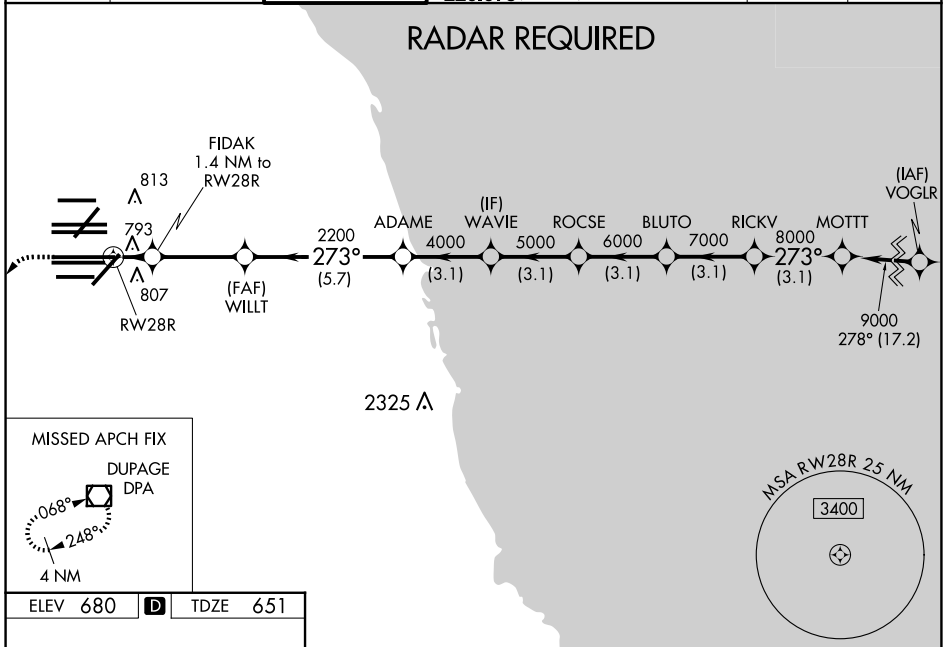 RADAR REQUIRED
FIDAK
1.4 NM to
RW28R
813
793
807
RW28R
(FAF)
WILLT
2200
273°
(5.7)
ADAME
4000
(3.1)
(IF)
WAVIE
5000
(3.1)
ROCSE
6000
(3.1)
BLUTO
7000
(3.1)
RICKV
8000
273°
(3.1)
MOTTT
(IAF)
VOGLR
9000
278° (17.2)
2325
MISSED APCH FIX
DUPAGE
DPA
068°
248°
4 NM
MSA RW28R 25 NM
3400
ELEV 680 D TDZE 651